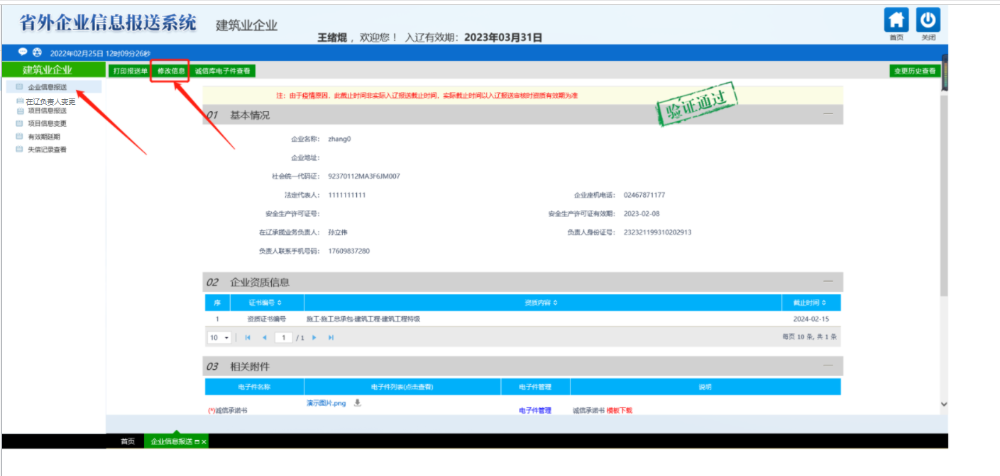 省外企业信息报送系统 建筑业企业
王绪焜，欢迎您！ 入辽有效期：2023年03月31日
首页 关闭
2022年02月25日 12时09分26秒
建筑业企业
打印报送单 修改信息 诚信库电子件查看 变更历史查看
企业信息报送
在辽负责人变更
项目信息报送
项目信息变更
有效期延期
失信记录查看
注：由于疫情原因，此截止时间非实际入辽报送截止时间，实际截止时间以入辽报送审核时资质有效期为准
验证通过
01 基本情况
企业名称： zhang0
企业地址：
社会统一代码证： 92370112MA3F6JM007
法定代表人： 1111111111 企业座机电话： 02467871177
安全生产许可证号： 安全生产许可证有效期： 2023-02-08
在辽承揽业务负责人： 孙立伟 负责人身份证号： 232321199310202913
负责人联系手机号码： 17609837280
02 企业资质信息
序 证书编号 资质内容 截止时间
1 资质证书编号 施工-施工总承包-建筑工程-建筑工程特级 2024-02-15
10 1 / 1 每页 10 条, 共 1 条
03 相关附件
电子件名称 电子件列表(点击查看) 电子件管理 说明
(*)诚信承诺书 演示图片.png 电子件管理 诚信承诺书 模板下载
首页 企业信息报送